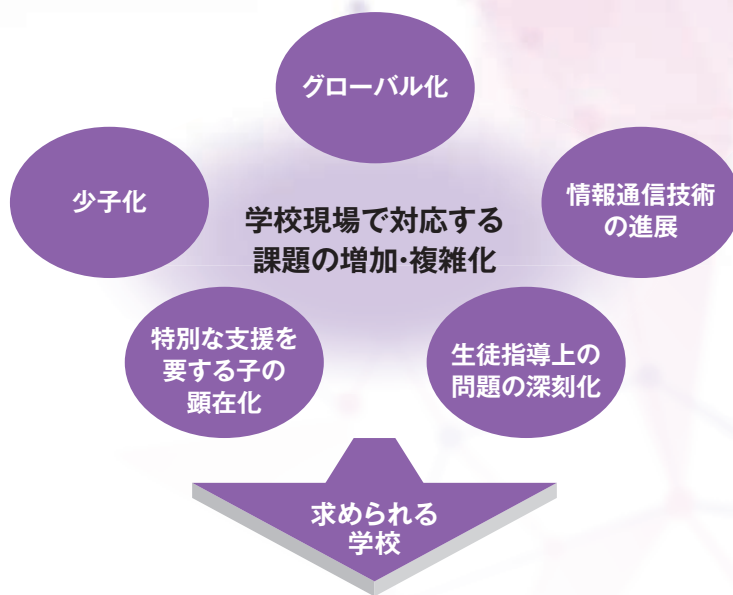 グローバル化
少子化
情報通信技術
の進展
学校現場で対応する
課題の増加・複雑化
特別な支援を
要する子の
顕在化
生徒指導上の
問題の深刻化
求められる
学校